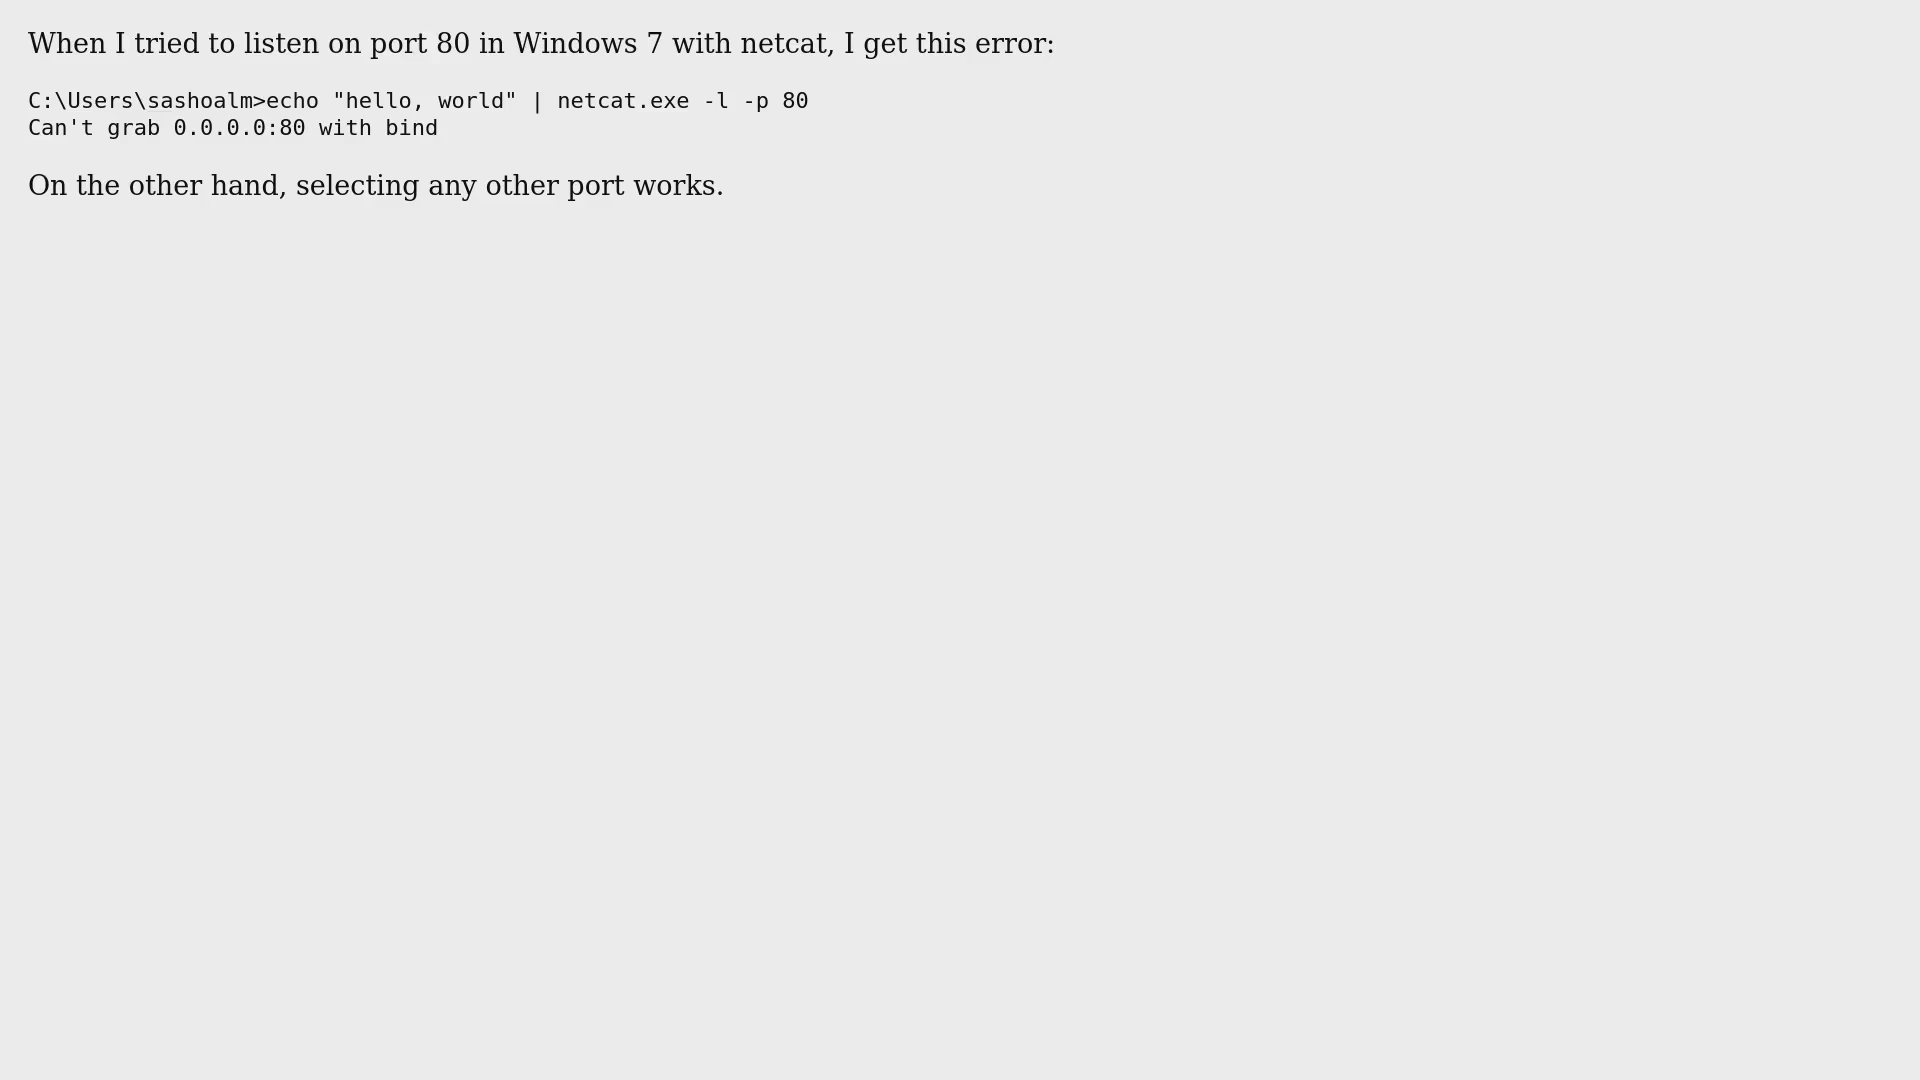 When I tried to listen on port 80 in Windows 7 with netcat, I get this error:
C:\Users\sashoalm>echo "hello, world" | netcat.exe -l -p 80
Can't grab 0.0.0.0:80 with bind
On the other hand, selecting any other port works.